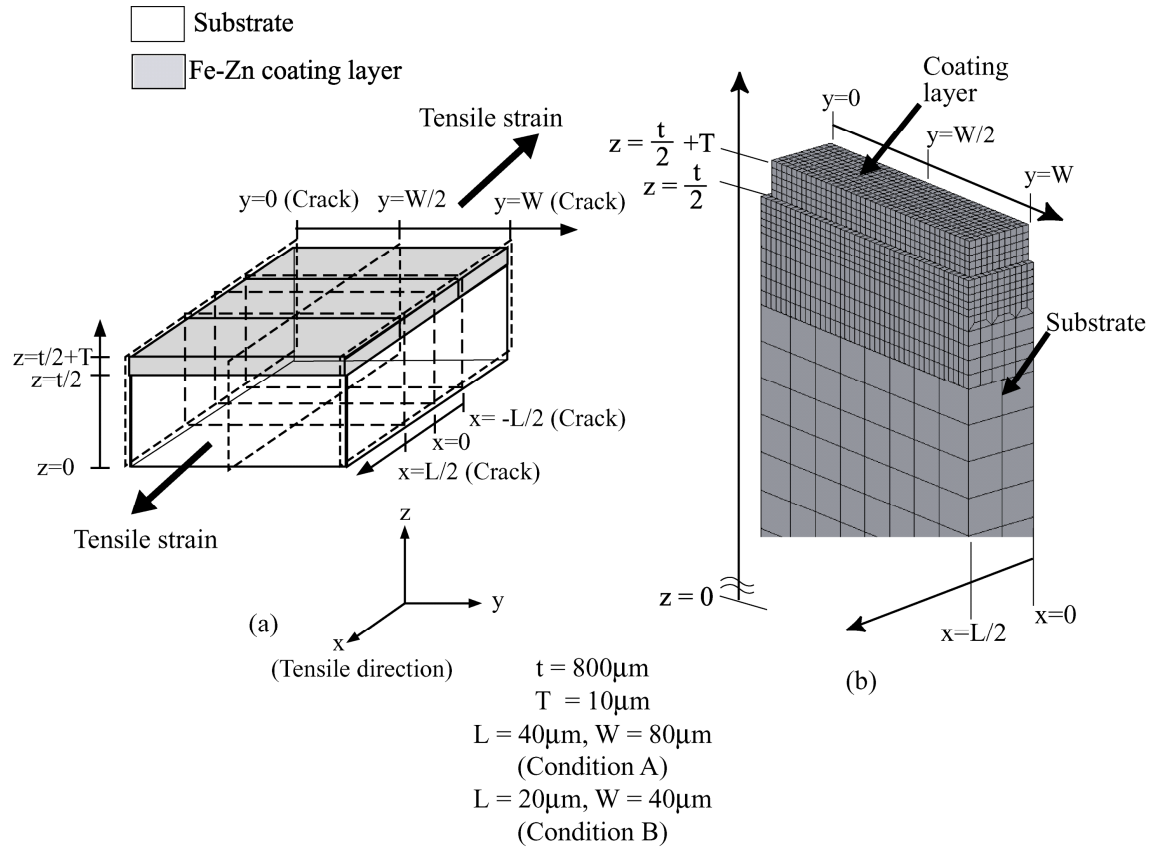 Substrate
Fe-Zn coating layer
Tensile strain
y=0 (Crack)
y=W/2
y=W (Crack)
z=t/2+T
z=t/2
z=0
x= -L/2 (Crack)
x=0
x=L/2 (Crack)
Tensile strain
z
y
x
(Tensile direction)
(a)
Coating
layer
y=0
y=W/2
y=W
z = t/2 +T
z = t/2
Substrate
z = 0
x=0
x=L/2
(b)
t = 800μm
T = 10μm
L = 40μm, W = 80μm
(Condition A)
L = 20μm, W = 40μm
(Condition B)